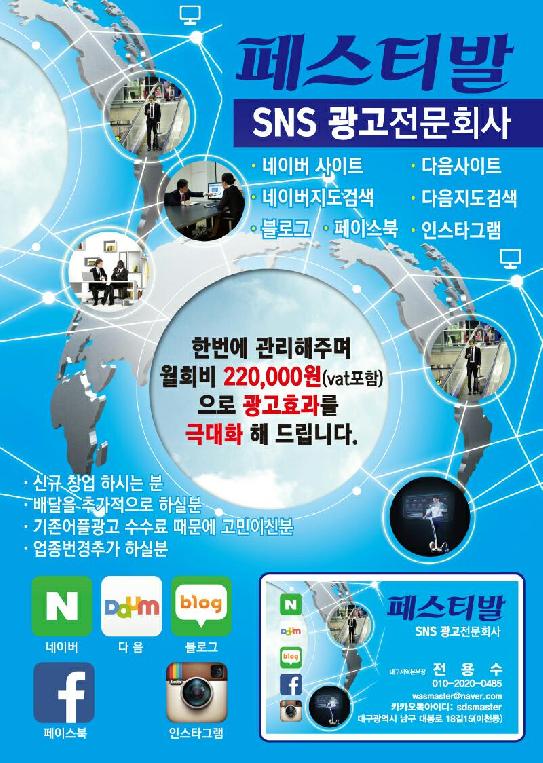 페스티발
SNS 광고전문회사
· 네이버 사이트 · 다음사이트
· 네이버지도검색 · 다음지도검색
· 블로그 · 페이스북 · 인스타그램
한번에 관리해주며
월회비 220,000원(vat포함)
으로 광고효과를
극대화 해 드립니다.
· 신규 창업 하시는 분
· 배달을 추가적으로 하실분
· 기존어플광고 수수료 때문에 고민이신분
· 업종변경추가 하실분
N Daum blog
네이버 다음 블로그
f Instagram
페이스북 인스타그램
N
Daum
blog
f
페스티발
SNS 광고전문회사
전 용 수
010-2020-0485
wasmaster@naver.com
카카오톡아이디: sdsmaster
대구광역시 남구 대봉로 18길15(이천동)